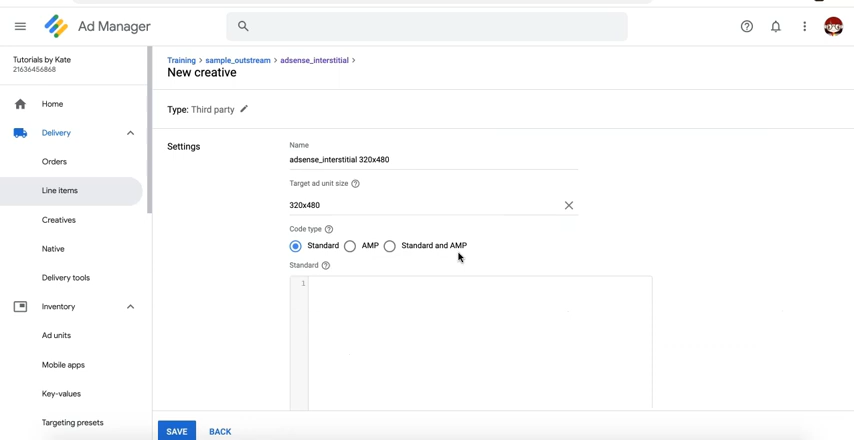 Ad Manager
Tutorials by Kate
21636456868
Home
Delivery
Orders
Line items
Creatives
Native
Delivery tools
Inventory
Ad units
Mobile apps
Key-values
Targeting presets
Training > sample_outstream > adsense_interstitial >
New creative
Type: Third party
Settings
Name
adsense_interstitial 320x480
Target ad unit size
320x480
Code type
Standard AMP Standard and AMP
Standard
1
SAVE BACK